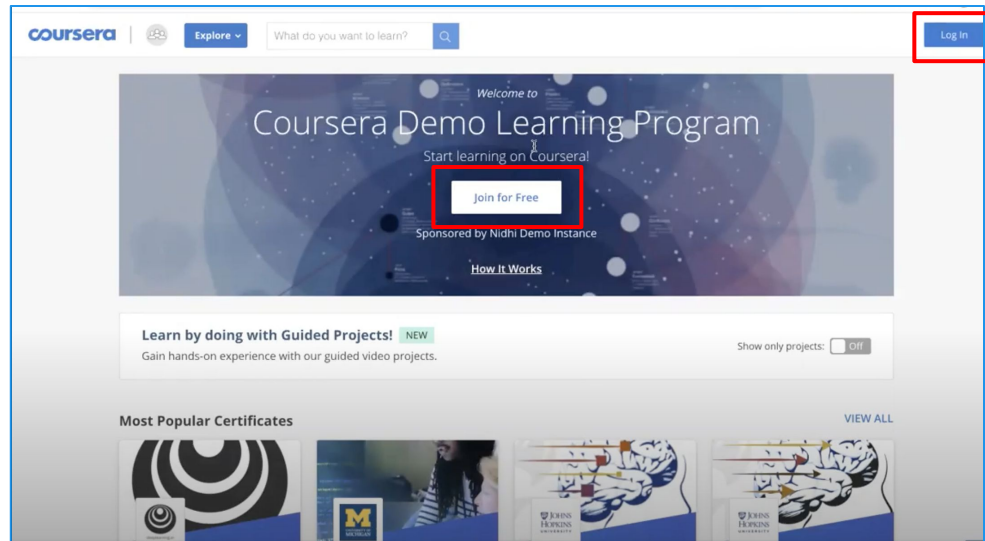 coursera
Explore
What do you want to learn?
Log In
Welcome to
Coursera Demo Learning Program
Start learning on Coursera!
Join for Free
Sponsored by Nidhi Demo Instance
How It Works
Learn by doing with Guided Projects! NEW
Gain hands-on experience with our guided video projects.
Show only projects: Off
Most Popular Certificates
VIEW ALL
M
UNIVERSITY OF
MICHIGAN
JOHNS
HOPKINS
UNIVERSITY
JOHNS
HOPKINS
UNIVERSITY